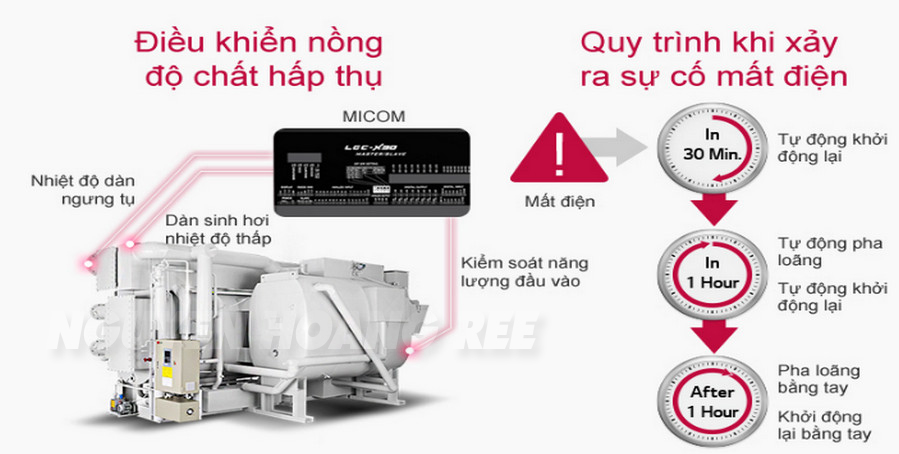 Điều khiển nồng
độ chất hấp thụ
MICOM
LGC-X30
MASTER/SLAVE
Nhiệt độ dàn
ngưng tụ
Dàn sinh hơi
nhiệt độ thấp
Kiểm soát năng
lượng đầu vào
NGUYEN HOANG REE
Quy trình khi xảy
ra sự cố mất điện
Mất điện
In
30 Min.
Tự động khởi
động lại
In
1 Hour
Tự động pha
loãng
Tự động khởi
động lại
After
1 Hour
Pha loãng
bằng tay
Khởi động
lại bằng tay